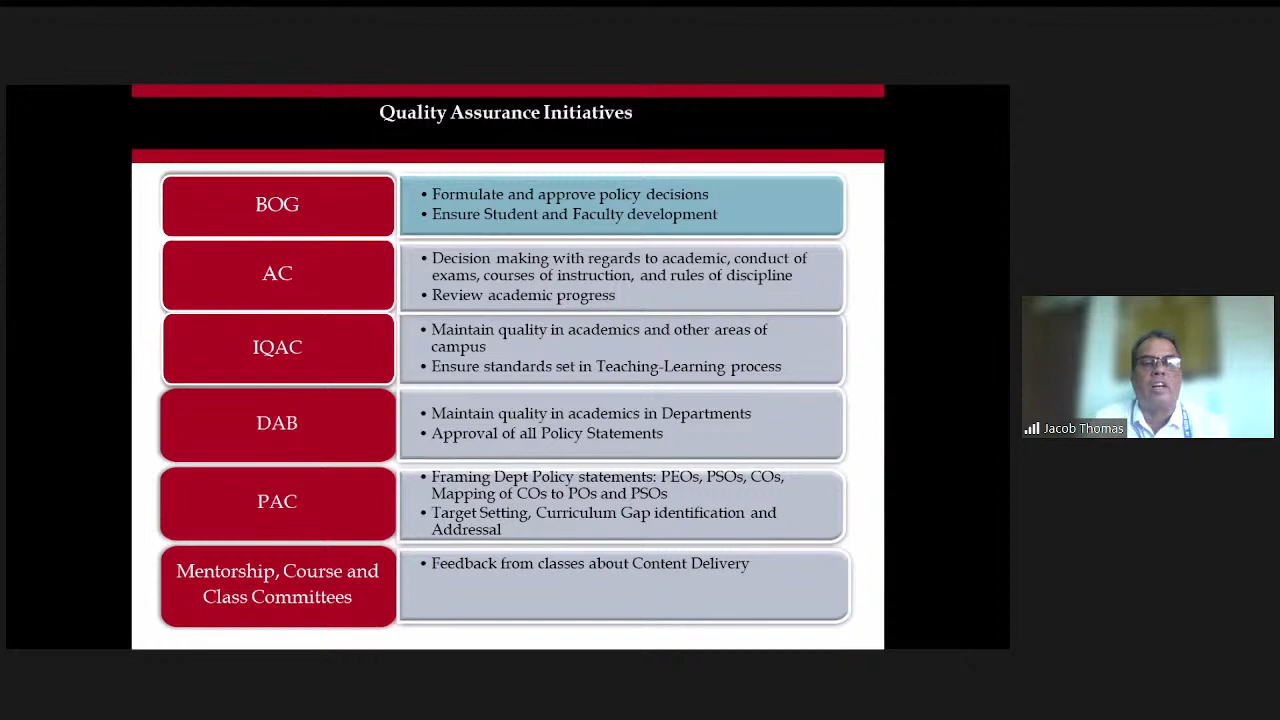 Quality Assurance Initiatives
BOG
• Formulate and approve policy decisions
• Ensure Student and Faculty development
AC
• Decision making with regards to academic, conduct of
exams, courses of instruction, and rules of discipline
• Review academic progress
IQAC
• Maintain quality in academics and other areas of
campus
• Ensure standards set in Teaching-Learning process
DAB
• Maintain quality in academics in Departments
• Approval of all Policy Statements
PAC
• Framing Dept Policy statements: PEOs, PSOs, COs,
Mapping of COs to POs and PSOs
• Target Setting, Curriculum Gap identification and
Addressal
Mentorship, Course and
Class Committees
• Feedback from classes about Content Delivery
Jacob Thomas